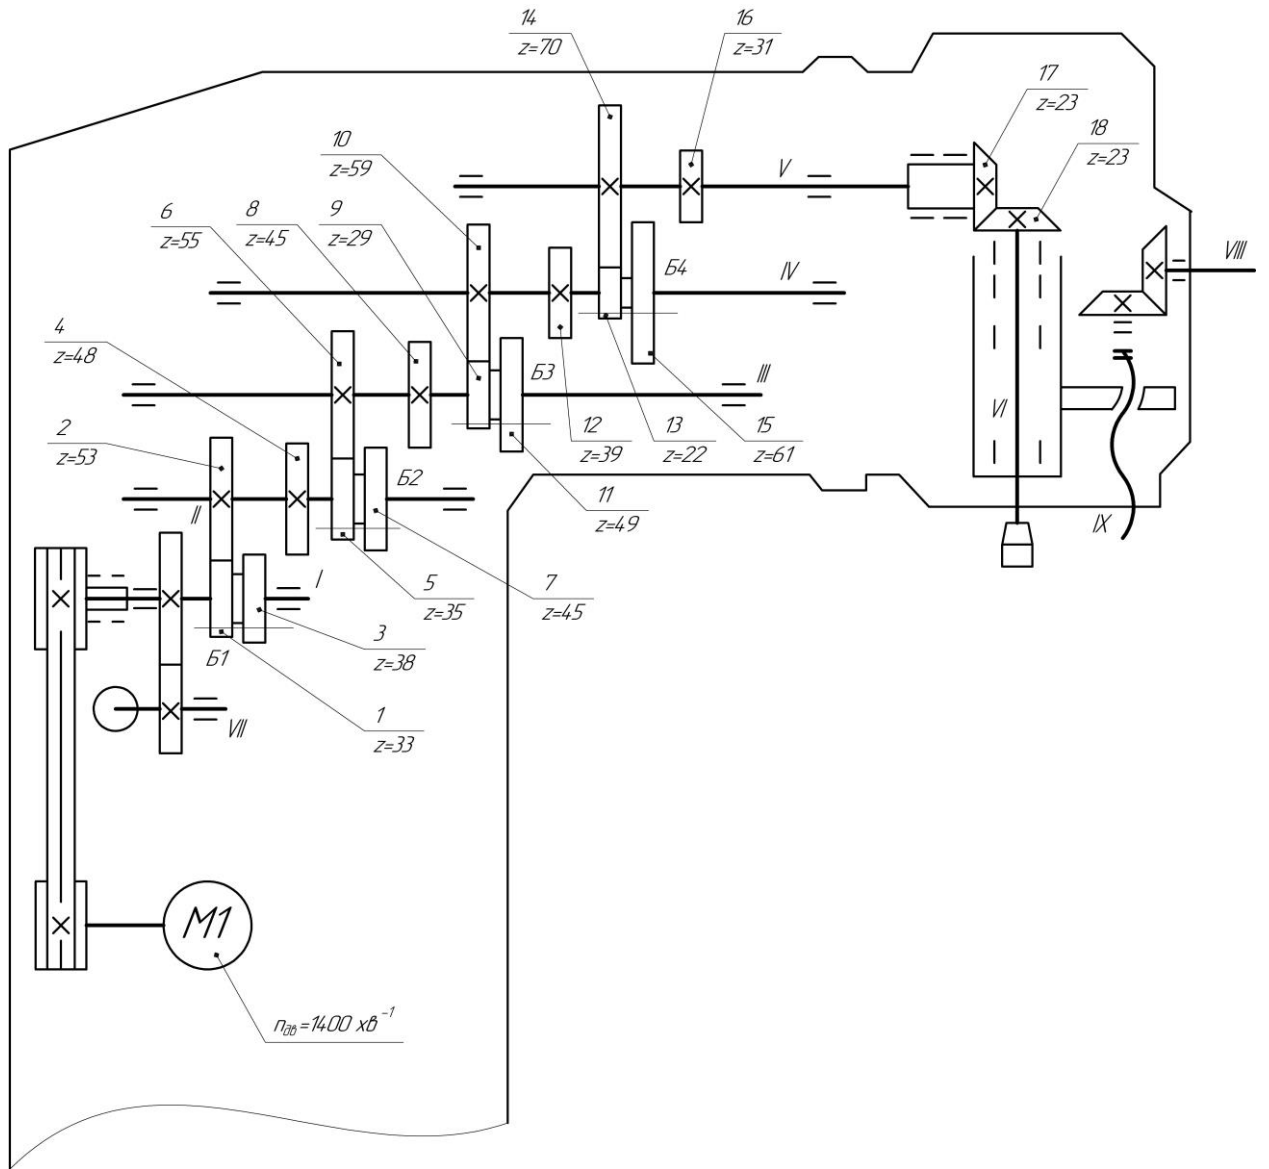 14
z=70
16
z=31
17
z=23
18
z=23
10
z=59
6
z=55
8
z=45
9
z=29
V
VIII
Б4
IV
4
z=48
Б3
III
2
z=53
12
z=39
13
z=22
15
z=61
VI
Б2
11
z=49
II
IX
I
5
z=35
7
z=45
3
z=38
Б1
1
z=33
VII
М1
nдв=1400 хв⁻¹